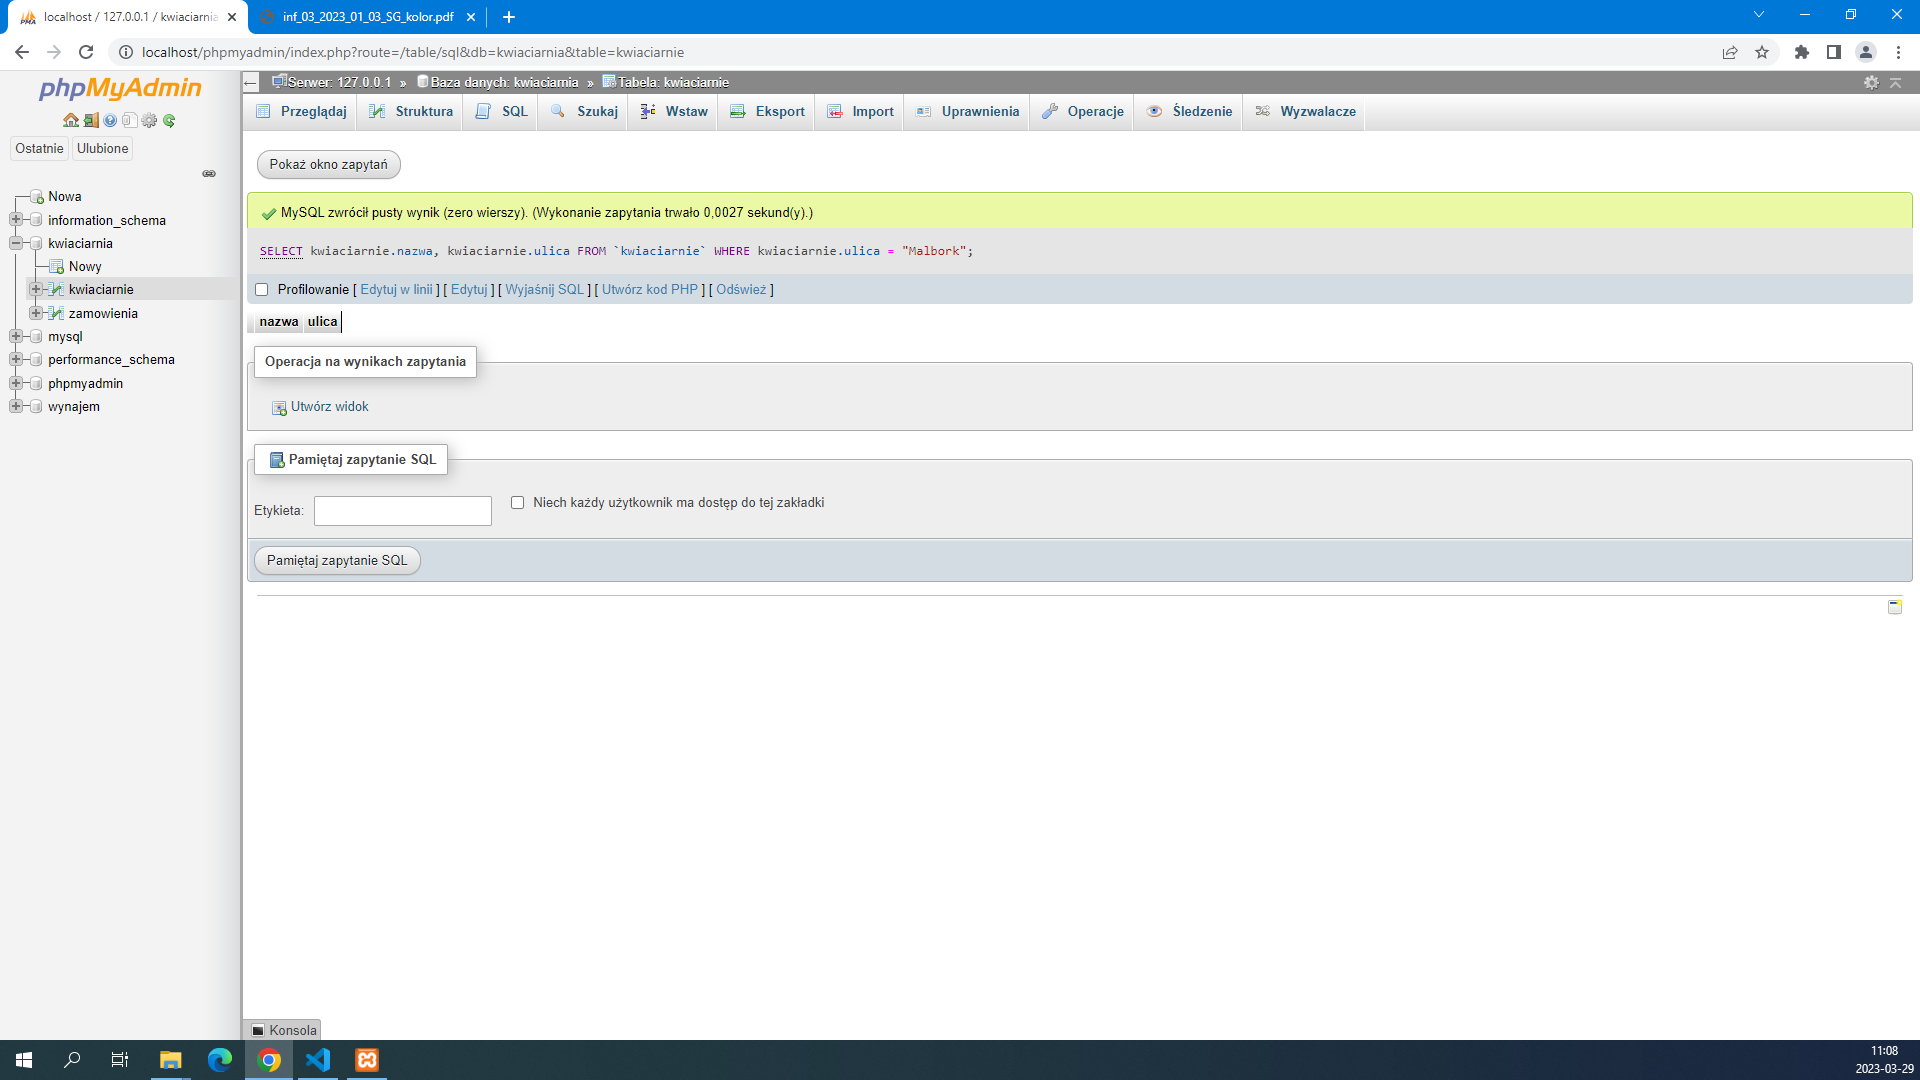 localhost / 127.0.0.1 / kwiaciarnia
inf_03_2023_01_03_SG_kolor.pdf
localhost/phpmyadmin/index.php?route=/table/sql&db=kwiaciarnia&table=kwiaciarnie
phpMyAdmin
Ostatnie
Ulubione
Nowa
information_schema
kwiaciarnia
Nowy
kwiaciarnie
zamowienia
mysql
performance_schema
phpmyadmin
wynajem
Serwer: 127.0.0.1 » Baza danych: kwiaciarnia » Tabela: kwiaciarnie
Przeglądaj Struktura SQL Szukaj Wstaw Eksport Import Uprawnienia Operacje Śledzenie Wyzwalacze
Pokaż okno zapytań
MySQL zwrócił pusty wynik (zero wierszy). (Wykonanie zapytania trwało 0,0027 sekund(y).)
SELECT kwiaciarnie.nazwa, kwiaciarnie.ulica FROM `kwiaciarnie` WHERE kwiaciarnie.ulica = "Malbork";
Profilowanie [ Edytuj w linii ] [ Edytuj ] [ Wyjaśnij SQL ] [ Utwórz kod PHP ] [ Odśwież ]
nazwa ulica
Operacja na wynikach zapytania
Utwórz widok
Pamiętaj zapytanie SQL
Etykieta:
Niech każdy użytkownik ma dostęp do tej zakładki
Pamiętaj zapytanie SQL
Konsola
11:08
2023-03-29